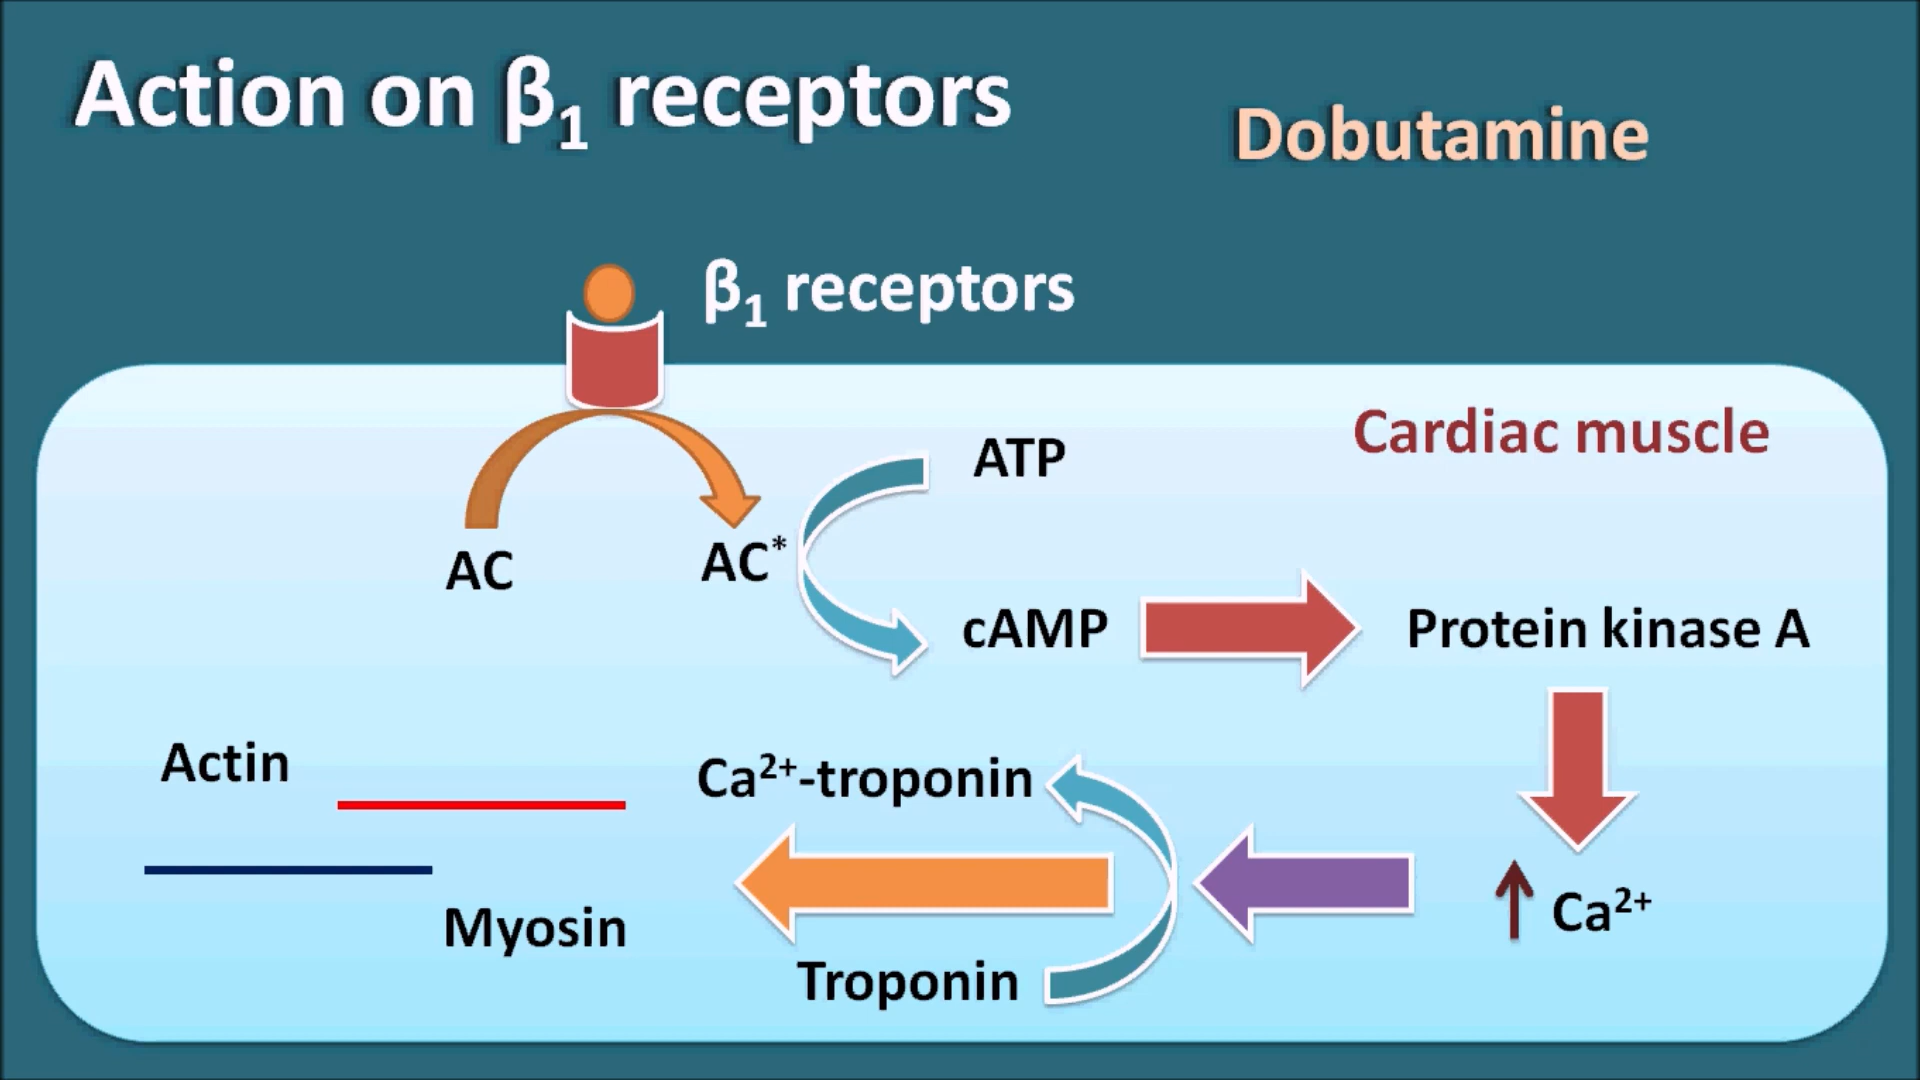 Action on β₁ receptors
Dobutamine
β₁ receptors
Cardiac muscle
ATP
AC
AC*
cAMP
Protein kinase A
Actin
Ca²⁺-troponin
Myosin
↑ Ca²⁺
Troponin